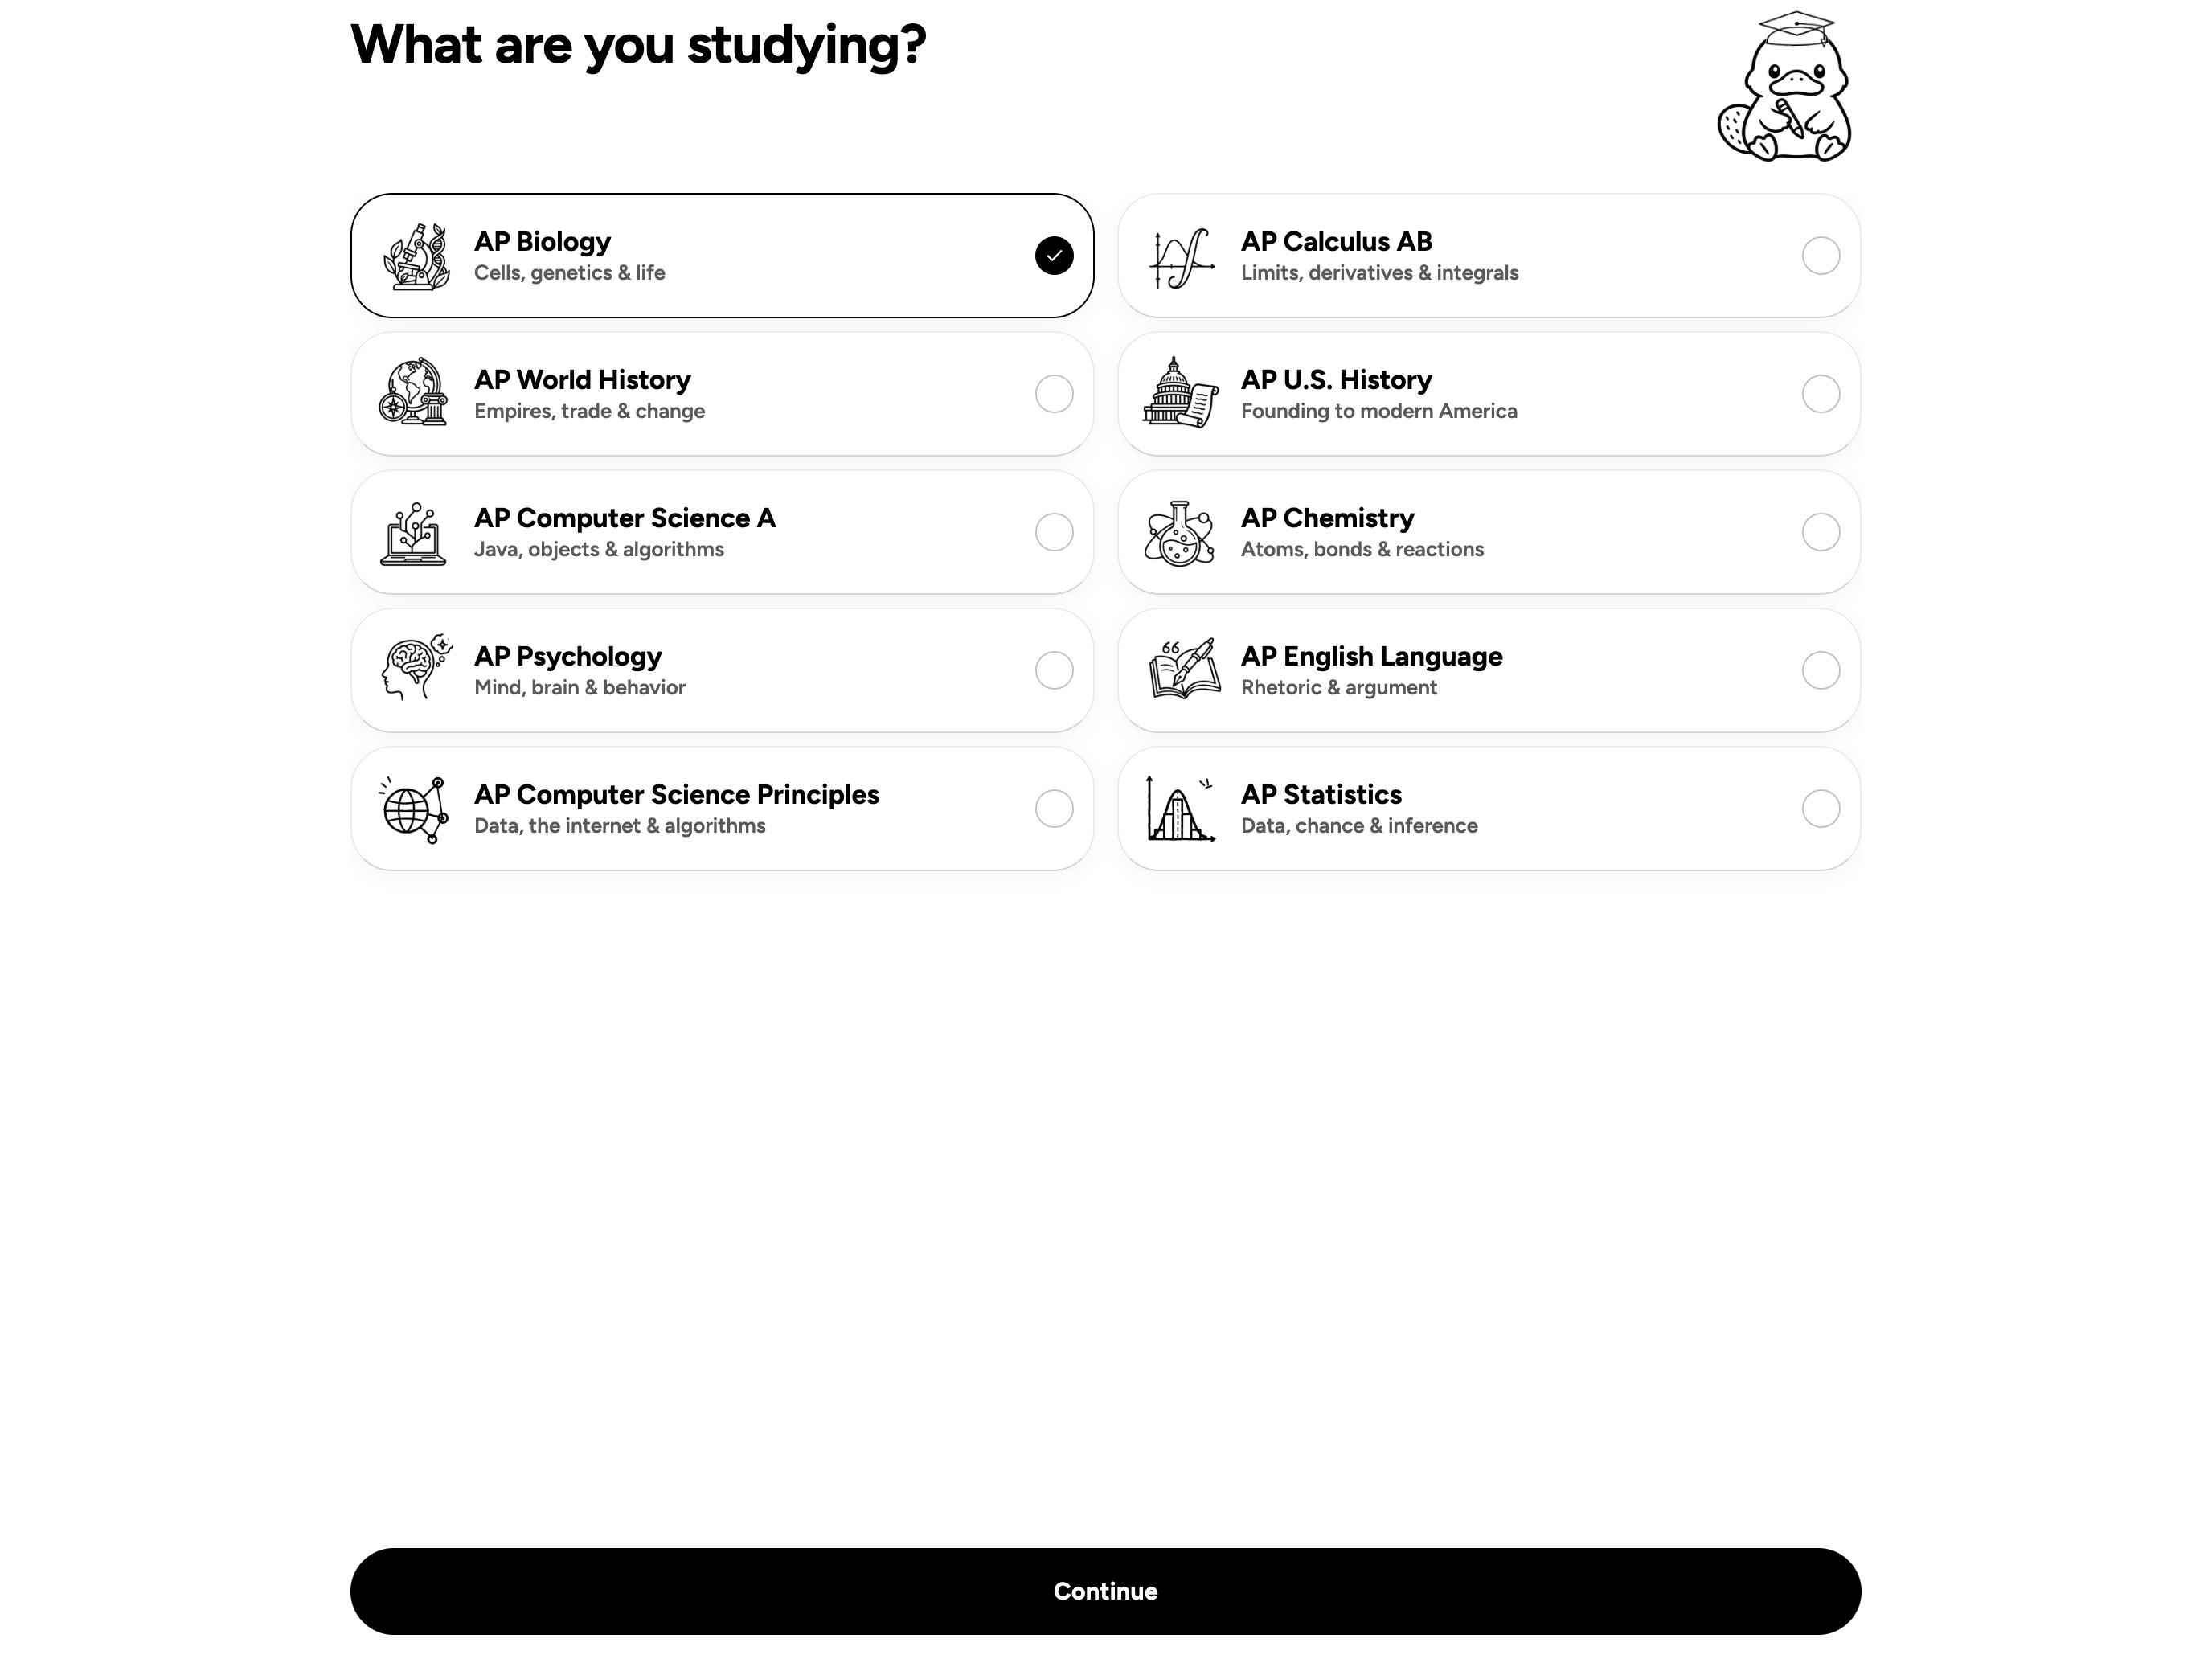 What are you studying?
AP Biology
Cells, genetics & life
AP Calculus AB
Limits, derivatives & integrals
AP World History
Empires, trade & change
AP U.S. History
Founding to modern America
AP Computer Science A
Java, objects & algorithms
AP Chemistry
Atoms, bonds & reactions
AP Psychology
Mind, brain & behavior
AP English Language
Rhetoric & argument
AP Computer Science Principles
Data, the internet & algorithms
AP Statistics
Data, chance & inference
Continue